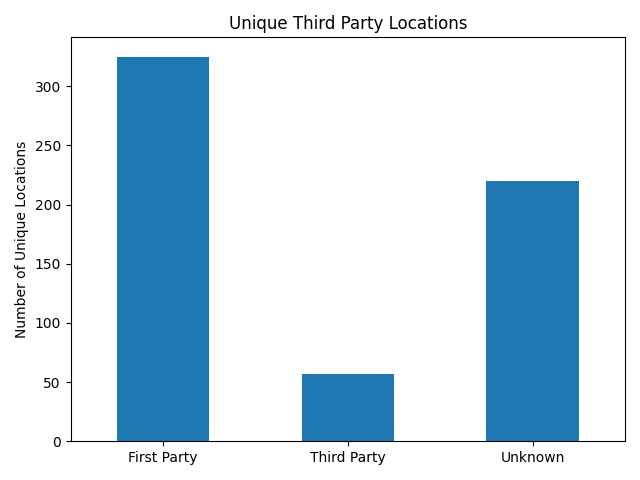 Unique Third Party Locations
Number of Unique Locations
300
250
200
150
100
50
0
First Party
Third Party
Unknown